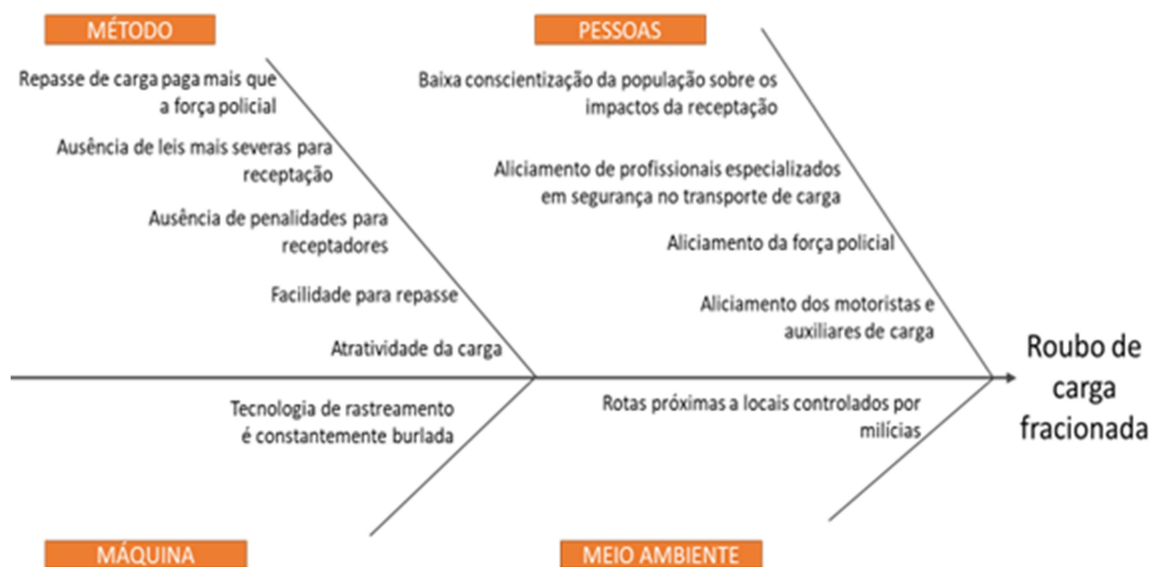 MÉTODO
Repasse de carga paga mais que
a força policial
Ausência de leis mais severas para
receptação
Ausência de penalidades para
receptadores
Facilidade para repasse
Atratividade da carga
PESSOAS
Baixa conscientização da população sobre os
impactos da receptação
Aliciamento de profissionais especializados
em segurança no transporte de carga
Aliciamento da força policial
Aliciamento dos motoristas e
auxiliares de carga
Roubo de
carga
fracionada
Tecnologia de rastreamento
é constantemente burlada
MÁQUINA
Rotas próximas a locais controlados por
milícias
MEIO AMBIENTE